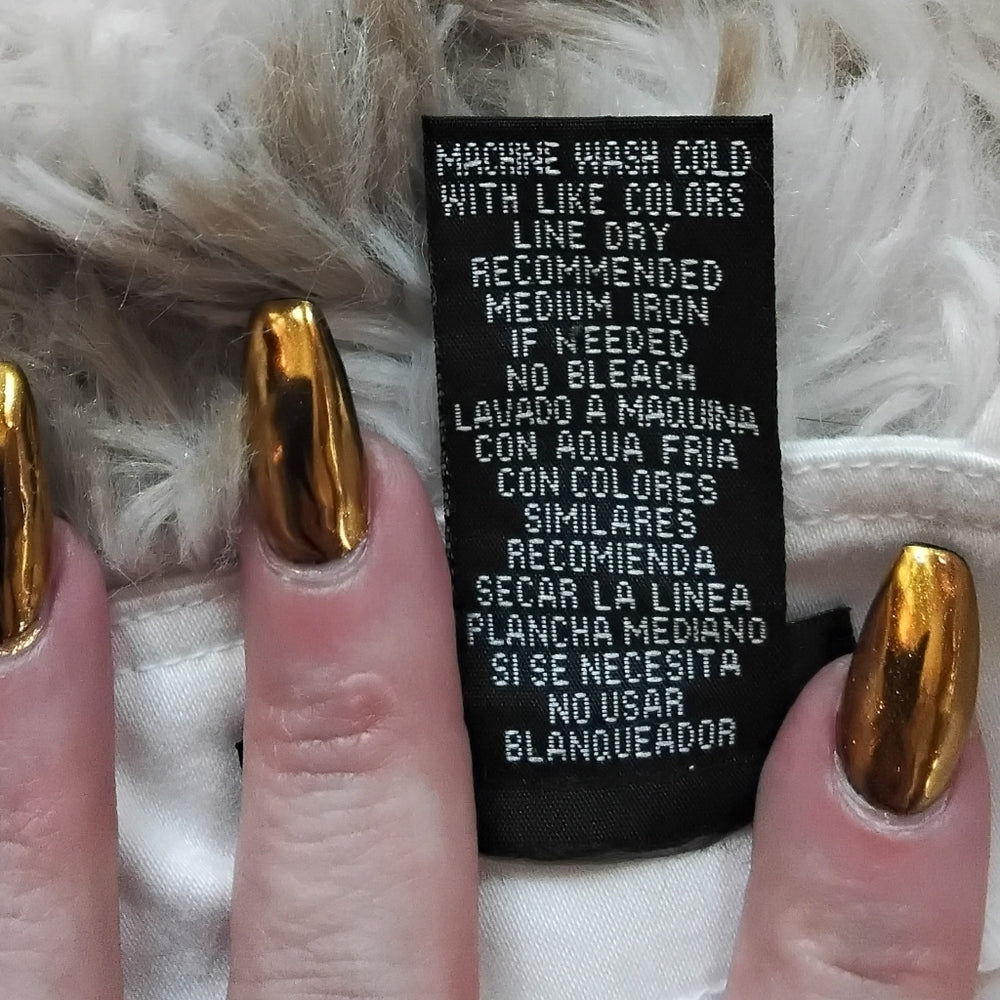 MACHINE WASH COLD
WITH LIKE COLORS
LINE DRY
RECOMMENDED
MEDIUM IRON
IF NEEDED
NO BLEACH
LAVADO A MAQUINA
CON AQUA FRIA
CON COLORES
SIMILARES
RECOMIENDA
SECAR LA LINEA
PLANCHA MEDIANO
SI SE NECESITA
NO USAR
BLANQUEADOR